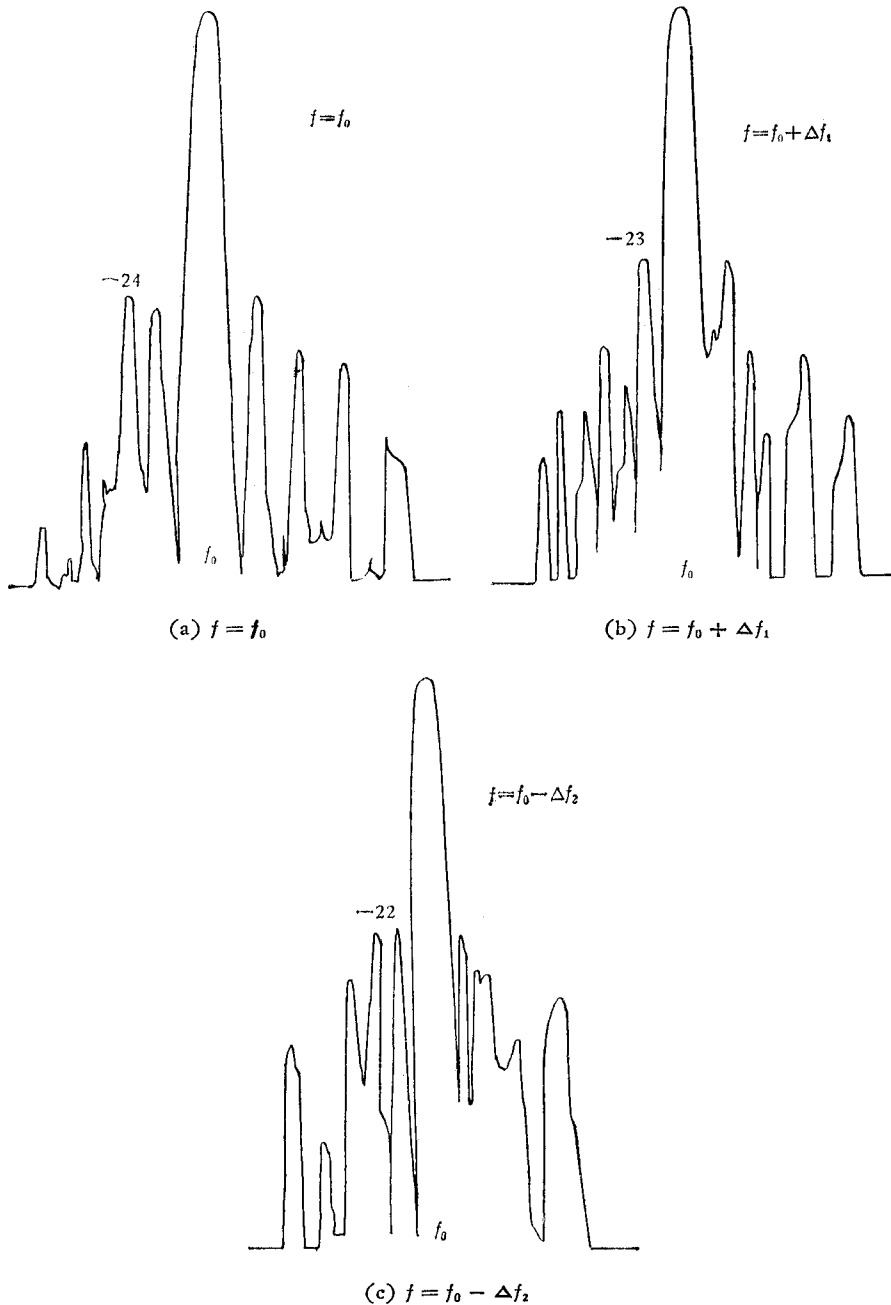 f=f₀
−24
f₀
(a) f = f₀
f=f₀+Δf₁
−23
f₀
(b) f = f₀ + Δf₁
f=f₀−Δf₂
−22
f₀
(c) f = f₀ − Δf₂